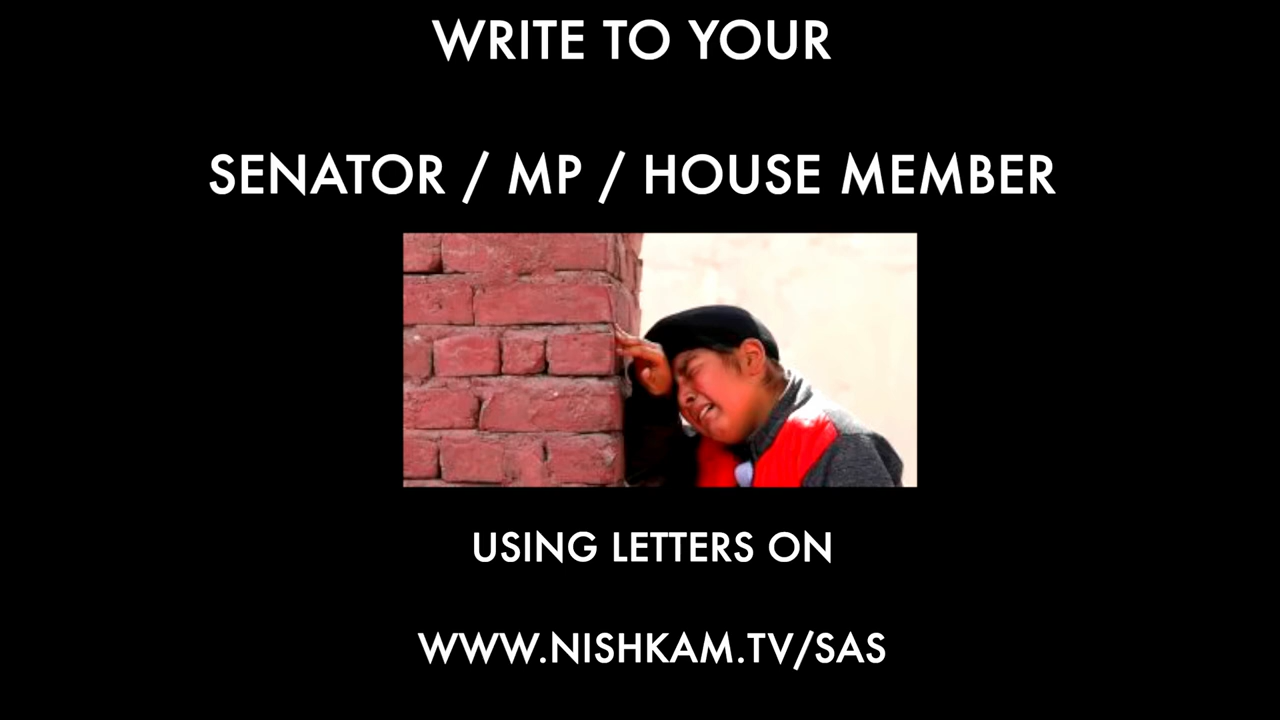 WRITE TO YOUR
SENATOR / MP / HOUSE MEMBER
USING LETTERS ON
WWW.NISHKAM.TV/SAS